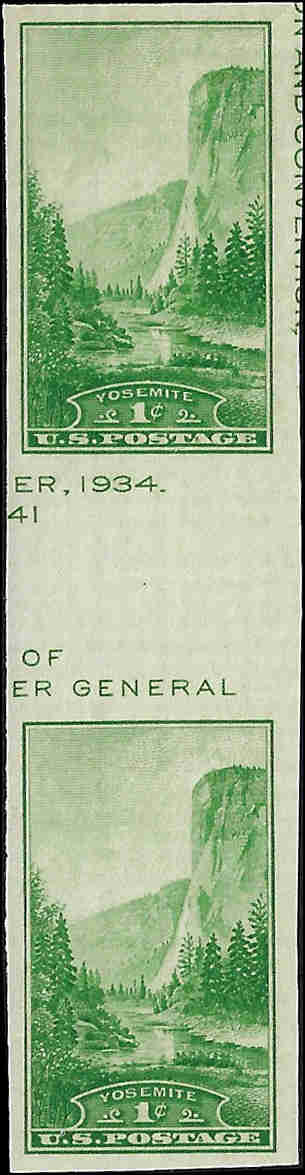 N AND CONVENTION,
YOSEMITE
1¢
U.S.POSTAGE
ER, 1934.
41
OF
ER GENERAL
YOSEMITE
1¢
U.S.POSTAGE